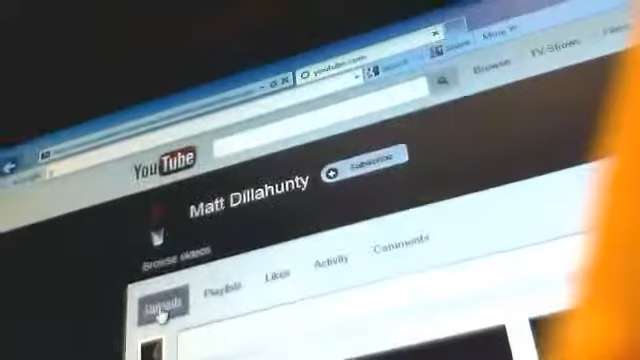 youtube.com
Browse
TV Shows
YouTube
Matt Dillahunty
Subscribe
Browse videos
Uploads
Playlists
Likes
Activity
Comments